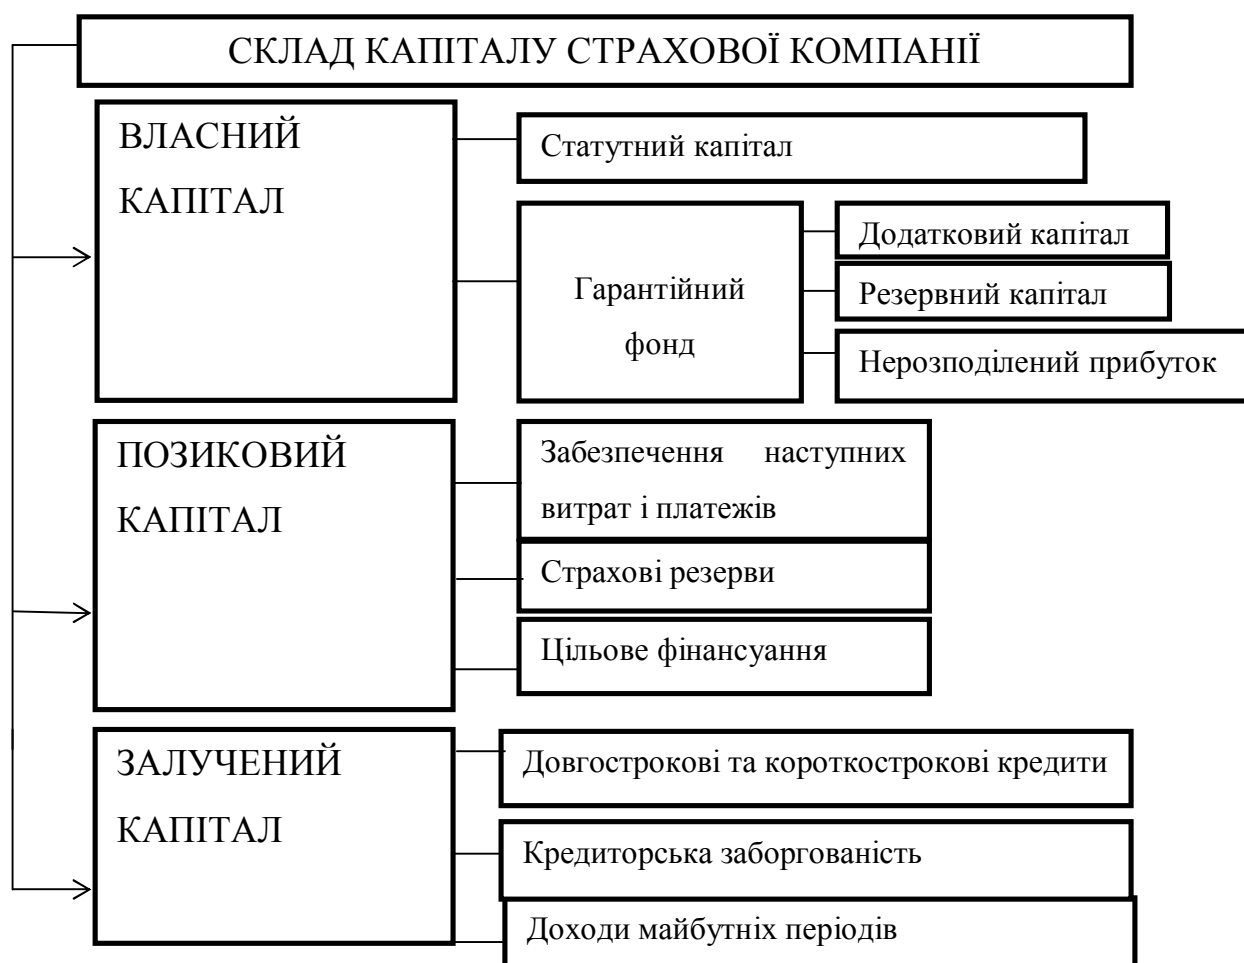 СКЛАД КАПІТАЛУ СТРАХОВОЇ КОМПАНІЇ
ВЛАСНИЙ
КАПІТАЛ
Статутний капітал
Гарантійний
фонд
Додатковий капітал
Резервний капітал
Нерозподілений прибуток
ПОЗИКОВИЙ
КАПІТАЛ
Забезпечення наступних
витрат і платежів
Страхові резерви
Цільове фінансуання
ЗАЛУЧЕНИЙ
КАПІТАЛ
Довгострокові та короткострокові кредити
Кредиторська заборгованість
Доходи майбутніх періодів